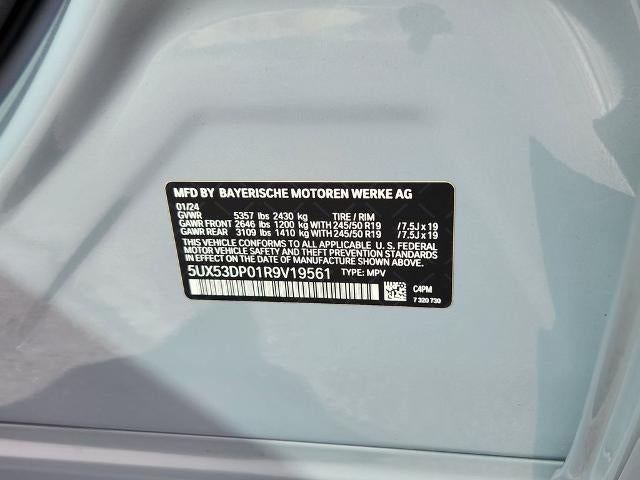 MFD BY BAYERISCHE MOTOREN WERKE AG
01/24
GVWR 5357 lbs 2430 kg TIRE / RIM
GAWR FRONT 2646 lbs 1200 kg WITH 245/50 R19 /7.5J x 19
GAWR REAR 3109 lbs 1410 kg WITH 245/50 R19 /7.5J x 19
THIS VEHICLE CONFORMS TO ALL APPLICABLE U. S. FEDERAL
MOTOR VEHICLE SAFETY AND THEFT PREVENTION STANDARDS
IN EFFECT ON THE DATE OF MANUFACTURE SHOWN ABOVE.
5UX53DP01R9V19561 TYPE: MPV
C4PM
7 320 730